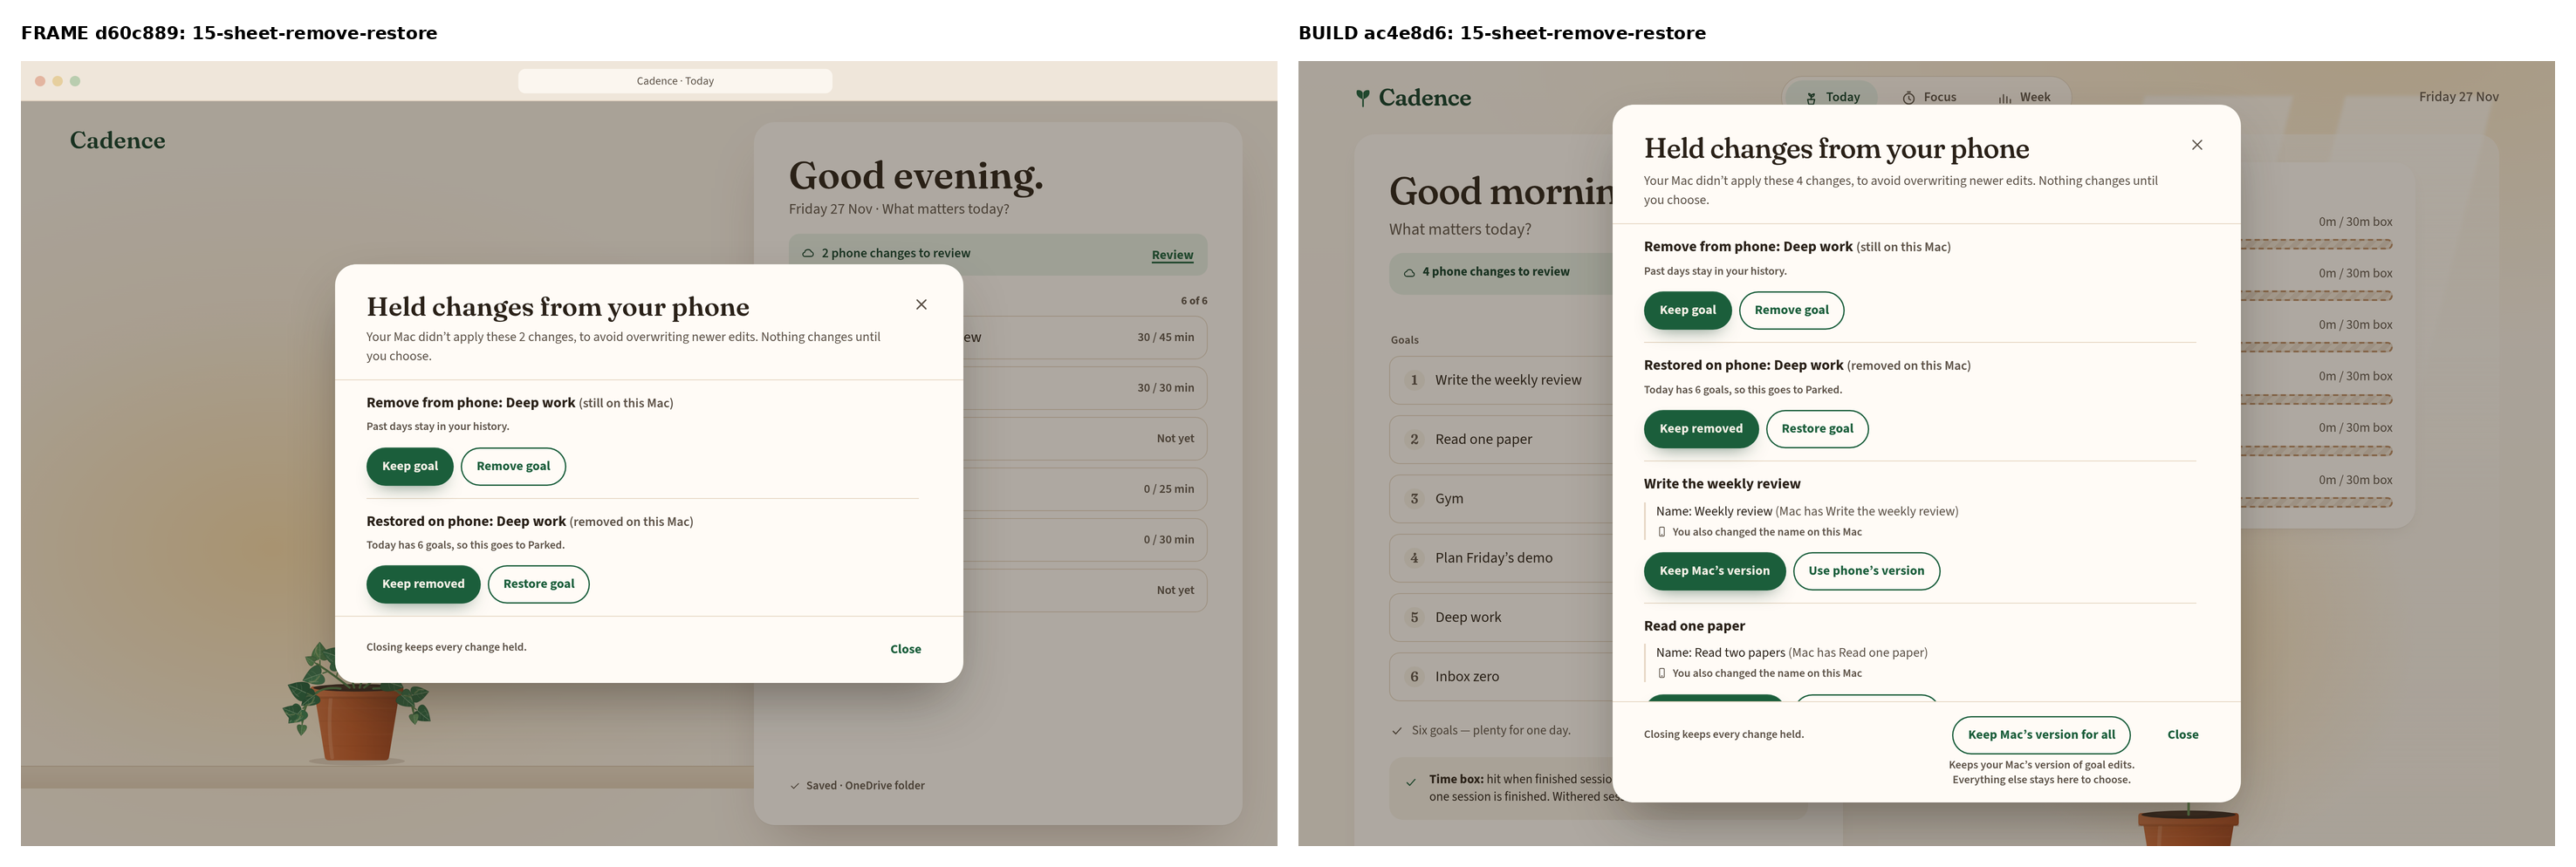 FRAME d60c889: 15-sheet-remove-restore
Cadence · Today
Cadence
Good evening.
Friday 27 Nov · What matters today?
2 phone changes to review
Review
6 of 6
ew
30 / 45 min
30 / 30 min
Not yet
0 / 25 min
0 / 30 min
Not yet
Saved · OneDrive folder
Held changes from your phone
Your Mac didn’t apply these 2 changes, to avoid overwriting newer edits. Nothing changes until
you choose.
Remove from phone: Deep work (still on this Mac)
Past days stay in your history.
Keep goal
Remove goal
Restored on phone: Deep work (removed on this Mac)
Today has 6 goals, so this goes to Parked.
Keep removed
Restore goal
Closing keeps every change held.
Close
BUILD ac4e8d6: 15-sheet-remove-restore
Cadence
Today
Focus
Week
Friday 27 Nov
Good mornin
What matters today?
4 phone changes to review
Goals
1 Write the weekly review
2 Read one paper
3 Gym
4 Plan Friday’s demo
5 Deep work
6 Inbox zero
Six goals — plenty for one day.
Time box: hit when finished sessio
one session is finished. Withered ses
0m / 30m box
0m / 30m box
0m / 30m box
0m / 30m box
0m / 30m box
0m / 30m box
Held changes from your phone
Your Mac didn’t apply these 4 changes, to avoid overwriting newer edits. Nothing changes until
you choose.
Remove from phone: Deep work (still on this Mac)
Past days stay in your history.
Keep goal
Remove goal
Restored on phone: Deep work (removed on this Mac)
Today has 6 goals, so this goes to Parked.
Keep removed
Restore goal
Write the weekly review
Name: Weekly review (Mac has Write the weekly review)
You also changed the name on this Mac
Keep Mac’s version
Use phone’s version
Read one paper
Name: Read two papers (Mac has Read one paper)
You also changed the name on this Mac
Closing keeps every change held.
Keep Mac’s version for all
Close
Keeps your Mac’s version of goal edits.
Everything else stays here to choose.